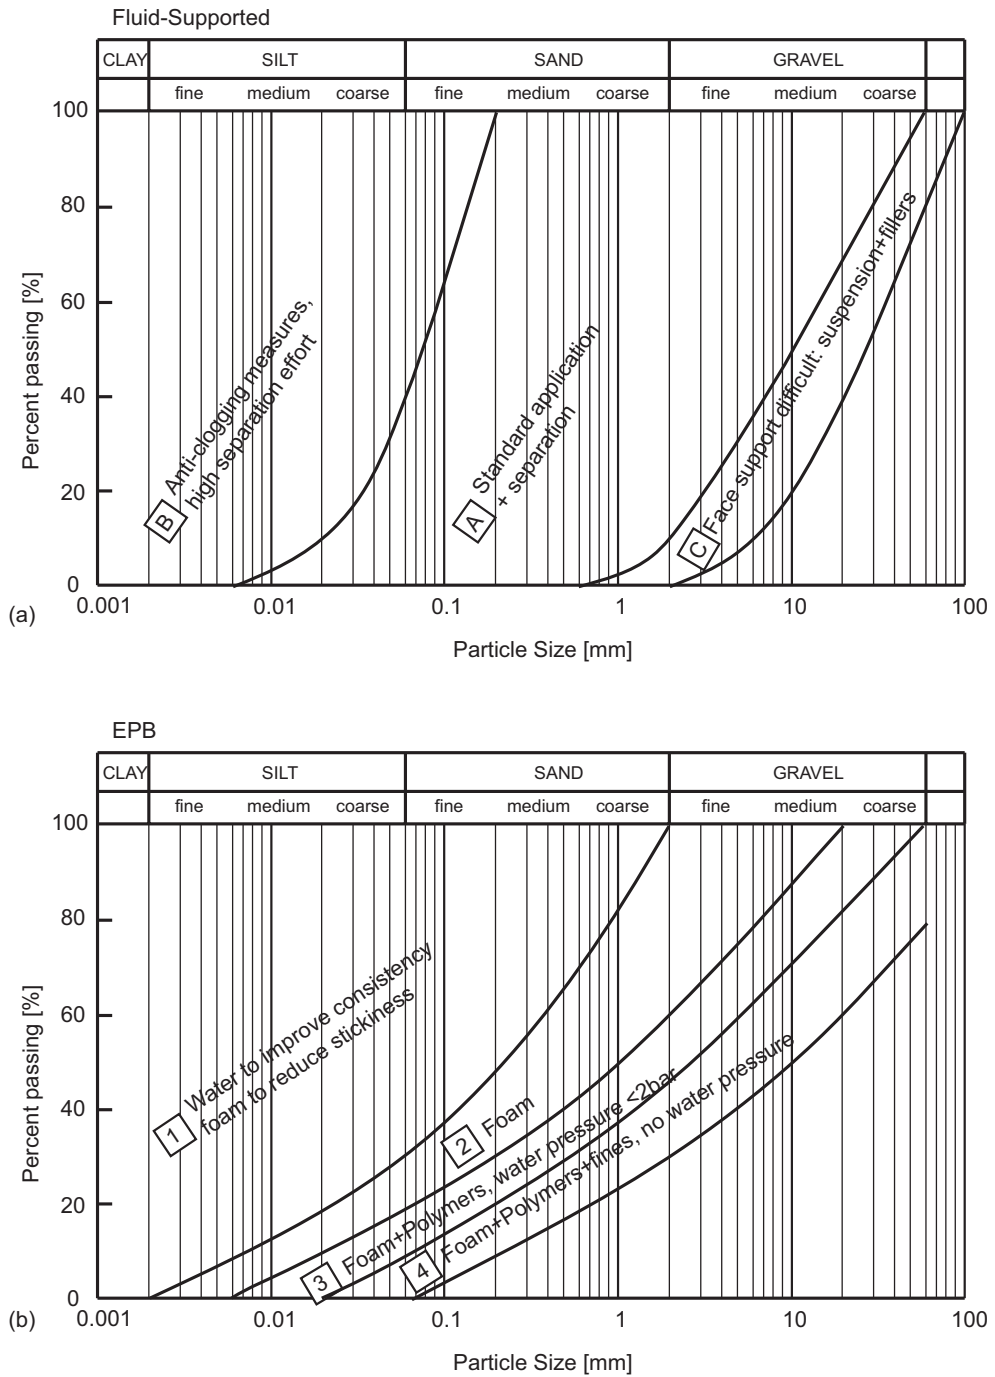 Fluid-Supported
CLAY SILT SAND GRAVEL
fine medium coarse fine medium coarse fine medium coarse
100
80
60
40
20
0
Percent passing [%]
B Anti-clogging measures,
high separation effort
A Standard application
+ separation
C Face support difficult: suspension+fillers
0.001 0.01 0.1 1 10 100
(a)
Particle Size [mm]
EPB
CLAY SILT SAND GRAVEL
fine medium coarse fine medium coarse fine medium coarse
100
80
60
40
20
0
Percent passing [%]
1 Water to improve consistency
foam to reduce stickiness
2 Foam
3 Foam+Polymers, water pressure <2bar
4 Foam+Polymers+fines, no water pressure
0.001 0.01 0.1 1 10 100
(b)
Particle Size [mm]